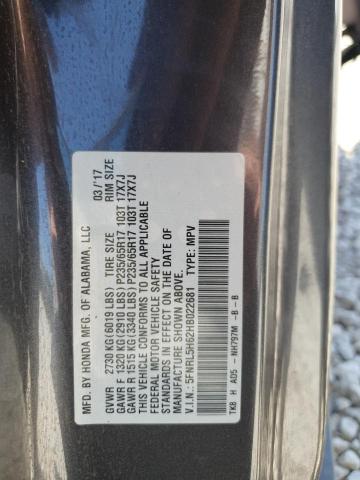 MFD. BY HONDA MFG. OF ALABAMA, LLC 03/'17
GVWR 2730 KG(6019 LBS) TIRE SIZE RIM SIZE
GAWR F 1320 KG(2910 LBS) P235/65R17 103T 17X7J
GAWR R 1515 KG(3340 LBS) P235/65R17 103T 17X7J
THIS VEHICLE CONFORMS TO ALL APPLICABLE
FEDERAL MOTOR VEHICLE SAFETY
STANDARDS IN EFFECT ON THE DATE OF
MANUFACTURE SHOWN ABOVE.
V.I.N.: 5FNRL5H62HB022681 TYPE: MPV
TK8 H A05 - NH797M -B - B